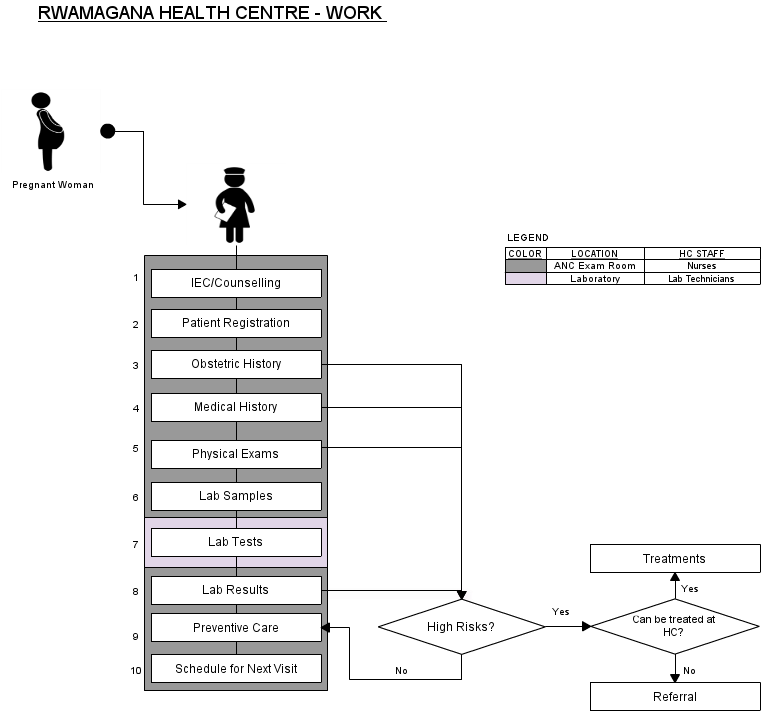 RWAMAGANA HEALTH CENTRE - WORK
Pregnant Woman
LEGEND
COLOR LOCATION HC STAFF
ANC Exam Room Nurses
Laboratory Lab Technicians
1 IEC/Counselling
2 Patient Registration
3 Obstetric History
4 Medical History
5 Physical Exams
6 Lab Samples
7 Lab Tests
8 Lab Results
9 Preventive Care
10 Schedule for Next Visit
High Risks?
Yes
No
Can be treated at
HC?
Yes
Treatments
No
Referral